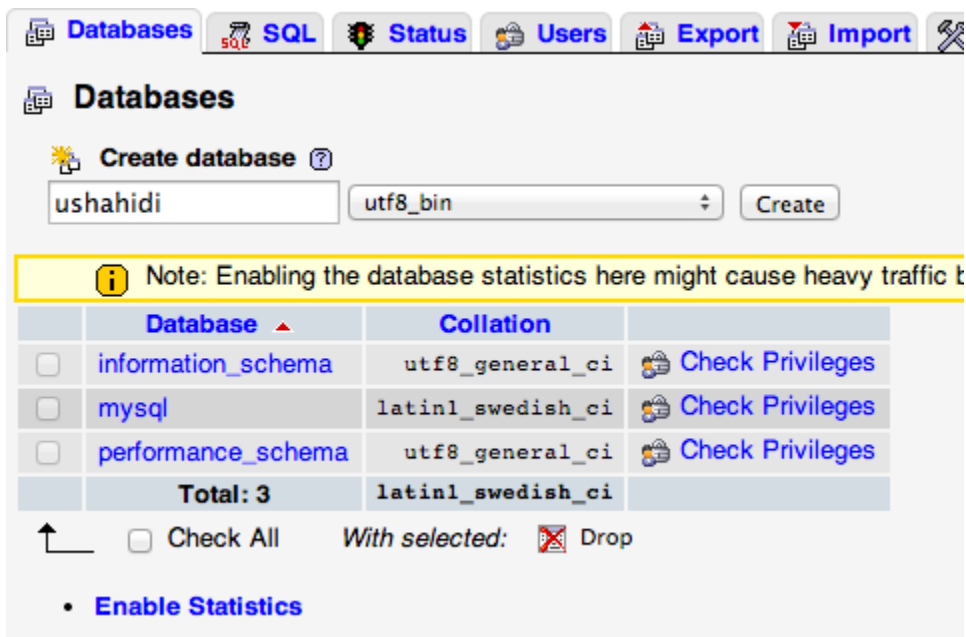 Databases SQL Status Users Export Import
Databases
Create database
ushahidi utf8_bin Create
Note: Enabling the database statistics here might cause heavy traffic
Database Collation
information_schema utf8_general_ci Check Privileges
mysql latin1_swedish_ci Check Privileges
performance_schema utf8_general_ci Check Privileges
Total: 3 latin1_swedish_ci
Check All With selected: Drop
• Enable Statistics